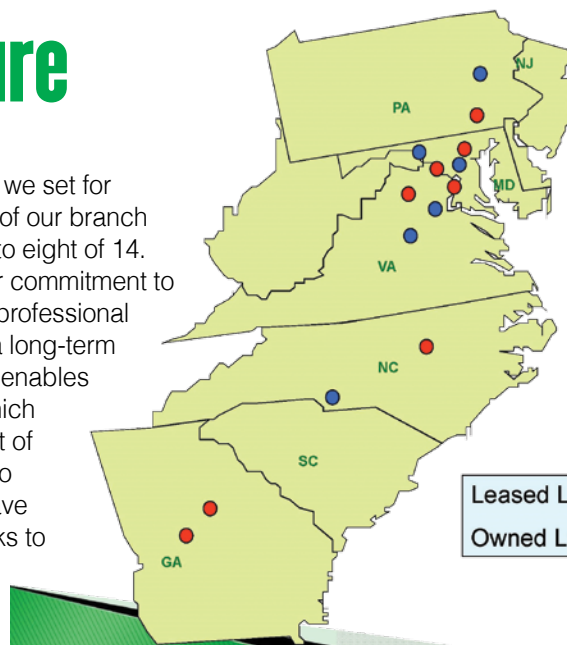 ure
we set for
of our branch
to eight of 14.
r commitment to
professional
a long-term
enables
hich
t of
o
ave
ks to
NJ
PA
MD
VA
NC
SC
GA
Leased L
Owned L